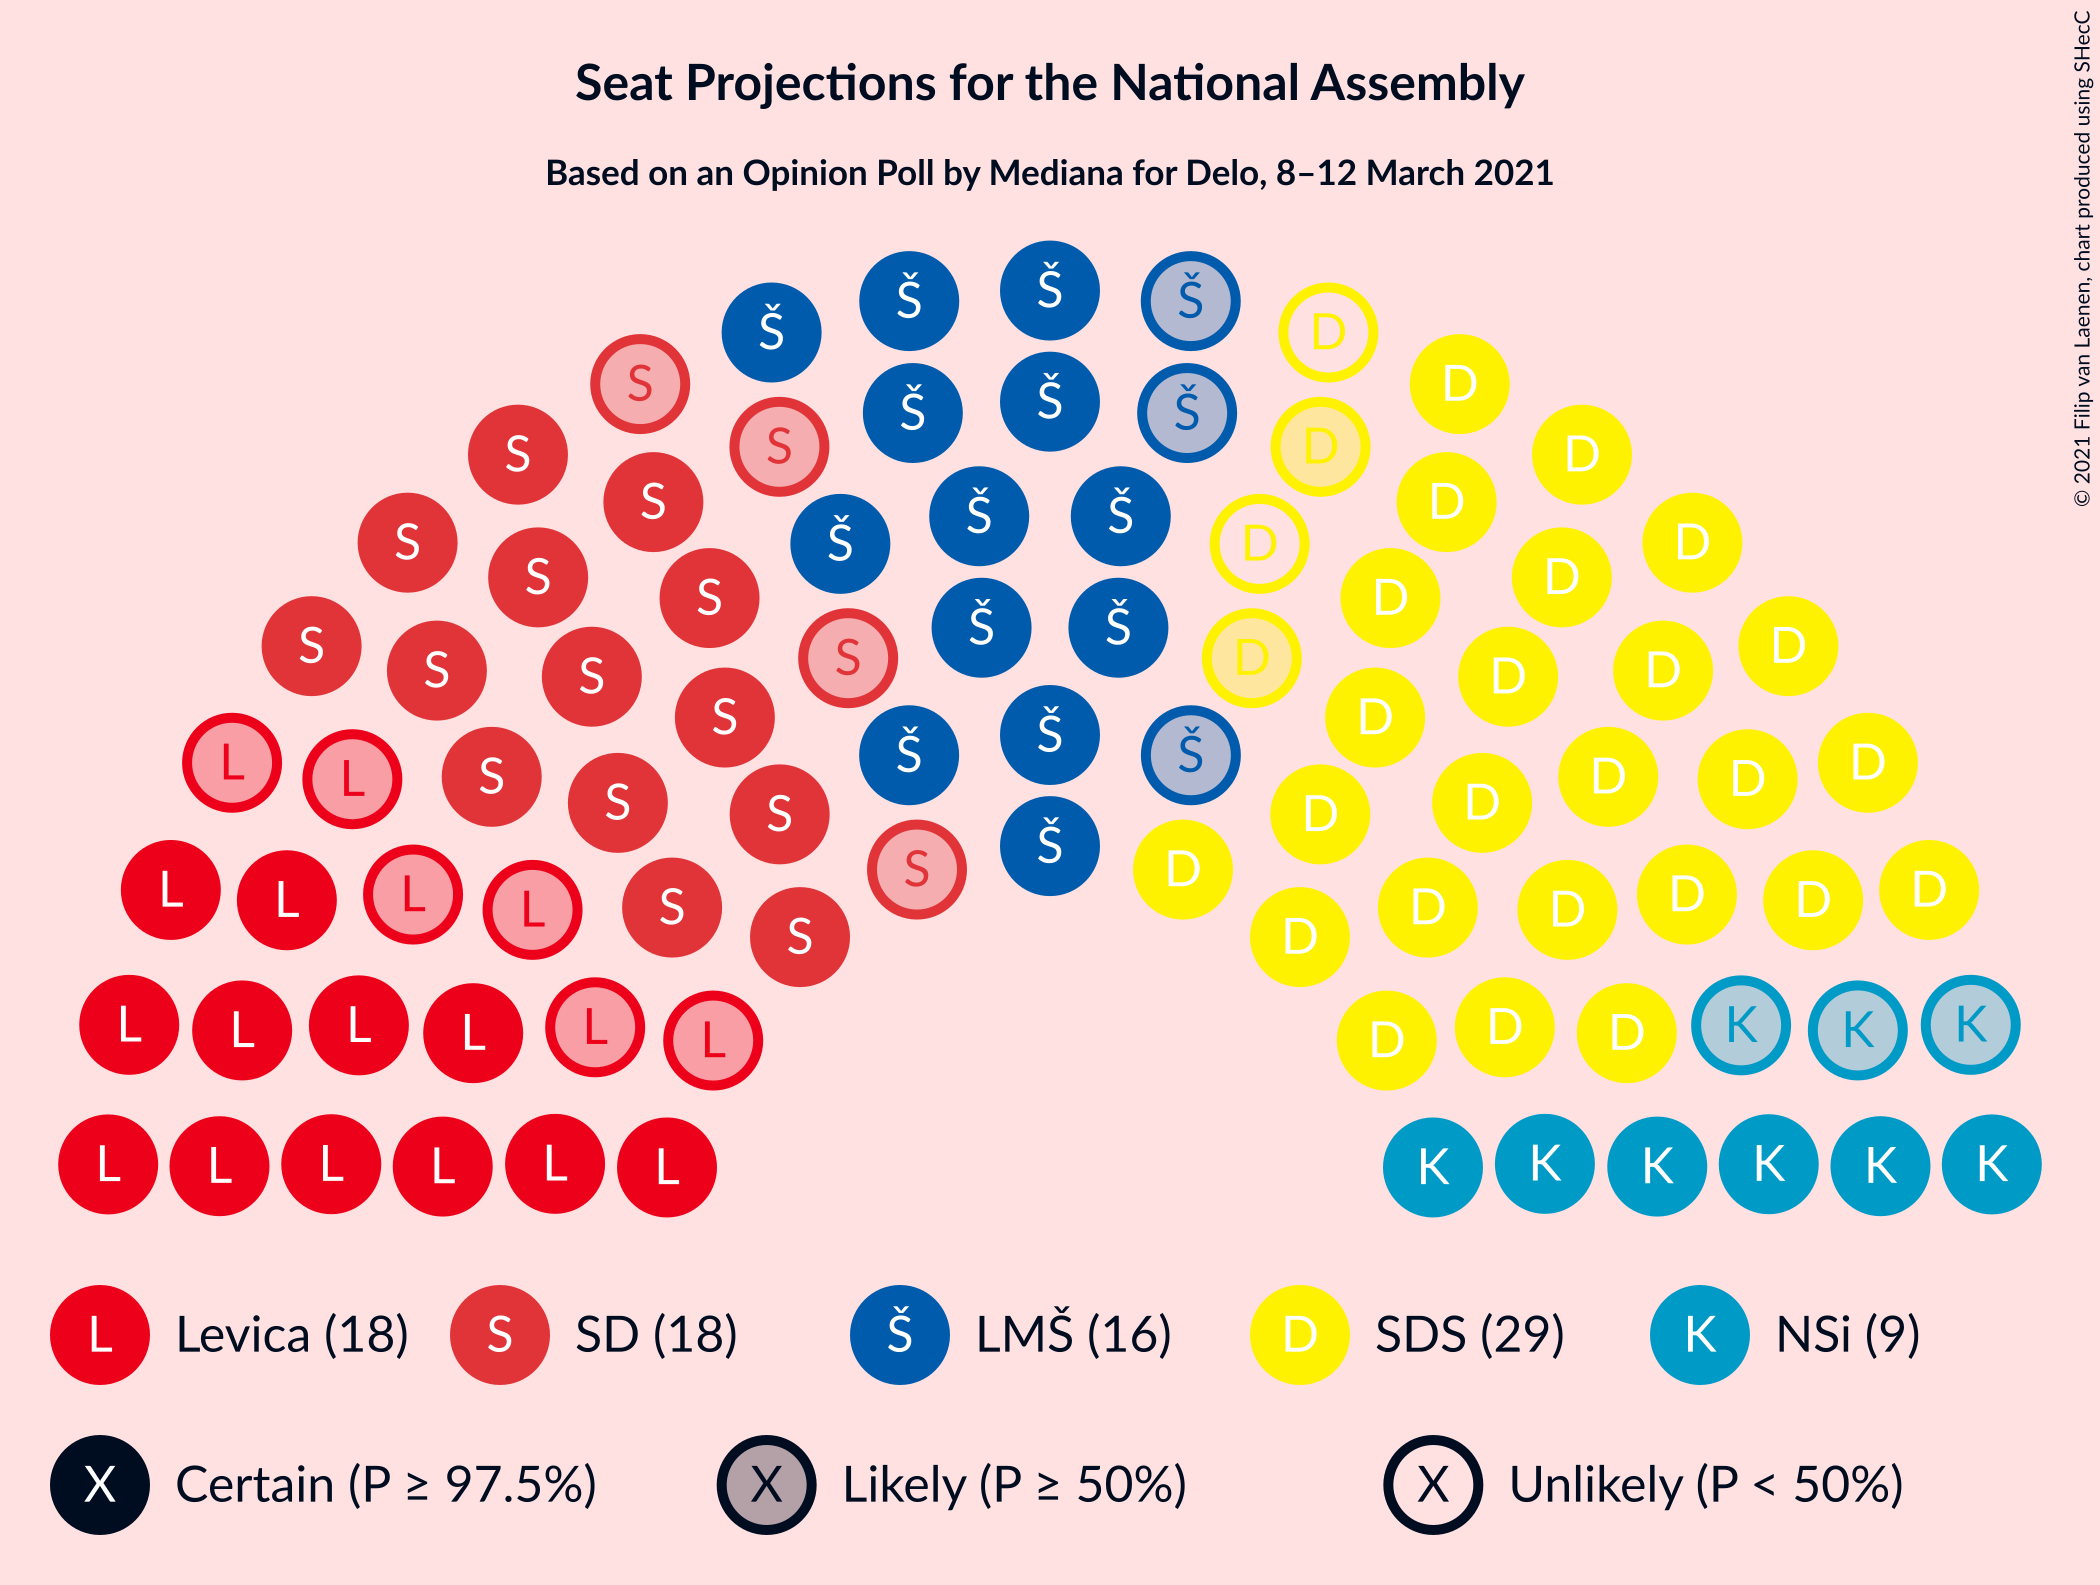 Seat Projections for the National Assembly
Based on an Opinion Poll by Mediana for Delo, 8–12 March 2021
© 2021 Filip van Laenen, chart produced using SHecC
Š Š Š
Š D
S D
Š Š Š
S S D D
S D
S Š Š Š D D
S S D D
S S Š Š D D
S S D D
S Š D
L L S Š Š D D D
S S D D
Š
S D
L L L L S D D D D D
S D
L L L L L L D D D K K K
L L L L L L K K K K K K
L Levica (18) S SD (18) Š LMŠ (16) D SDS (29) K NSi (9)
X Certain (P ≥ 97.5%) X Likely (P ≥ 50%) X Unlikely (P < 50%)